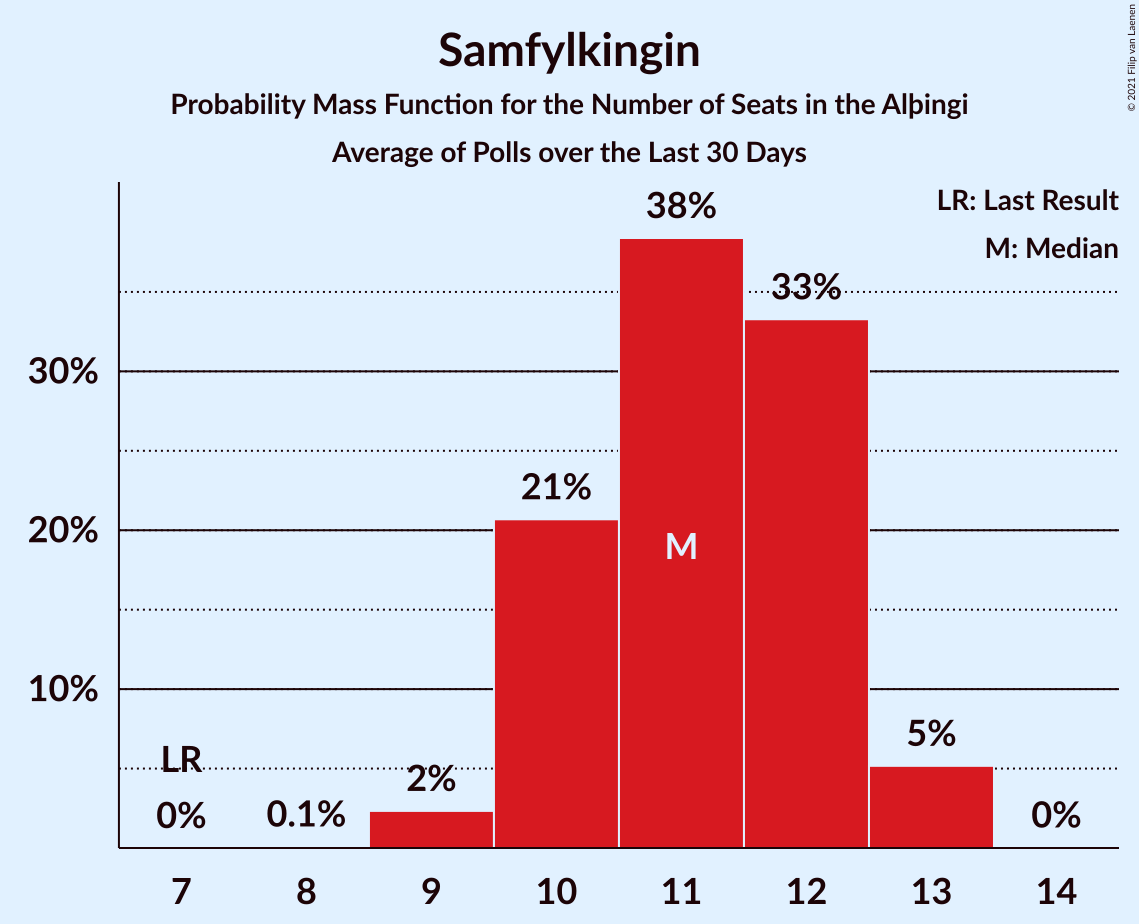 Samfylkingin
Probability Mass Function for the Number of Seats in the Alþingi
Average of Polls over the Last 30 Days
© 2021 Filip van Laenen
LR: Last Result
M: Median
38%
33%
30%
21%
M
20%
10%
LR
5%
2%
0%
0.1%
0%
7 8 9 10 11 12 13 14